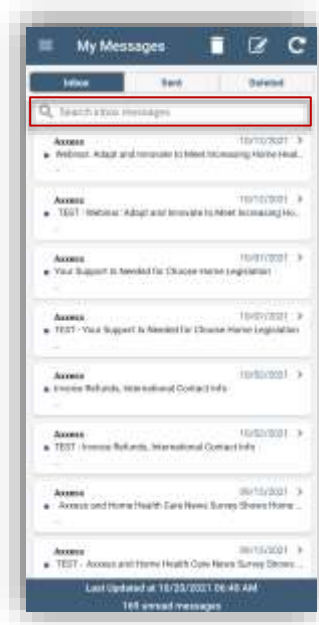 My Messages
Inbox Sent Deleted
Search inbox messages
Axxess
Webinar: Adapt and Innovate to Meet Increasing Home Heal...
Axxess
TEST - Webinar: Adapt and Innovate to Meet Increasing Ho...
Axxess
Your Support Is Needed for Choose Home Legislation
Axxess
TEST - Your Support Is Needed for Choose Home Legislation
Axxess
Invoice Refunds, International Contact Info
Axxess
TEST - Invoice Refunds, International Contact Info
Axxess
Axxess and Home Health Care News Survey Shows Home ...
Axxess
TEST - Axxess and Home Health Care News Survey Shows ...
Last Updated at 10/20/2021 06:48 AM
169 unread messages